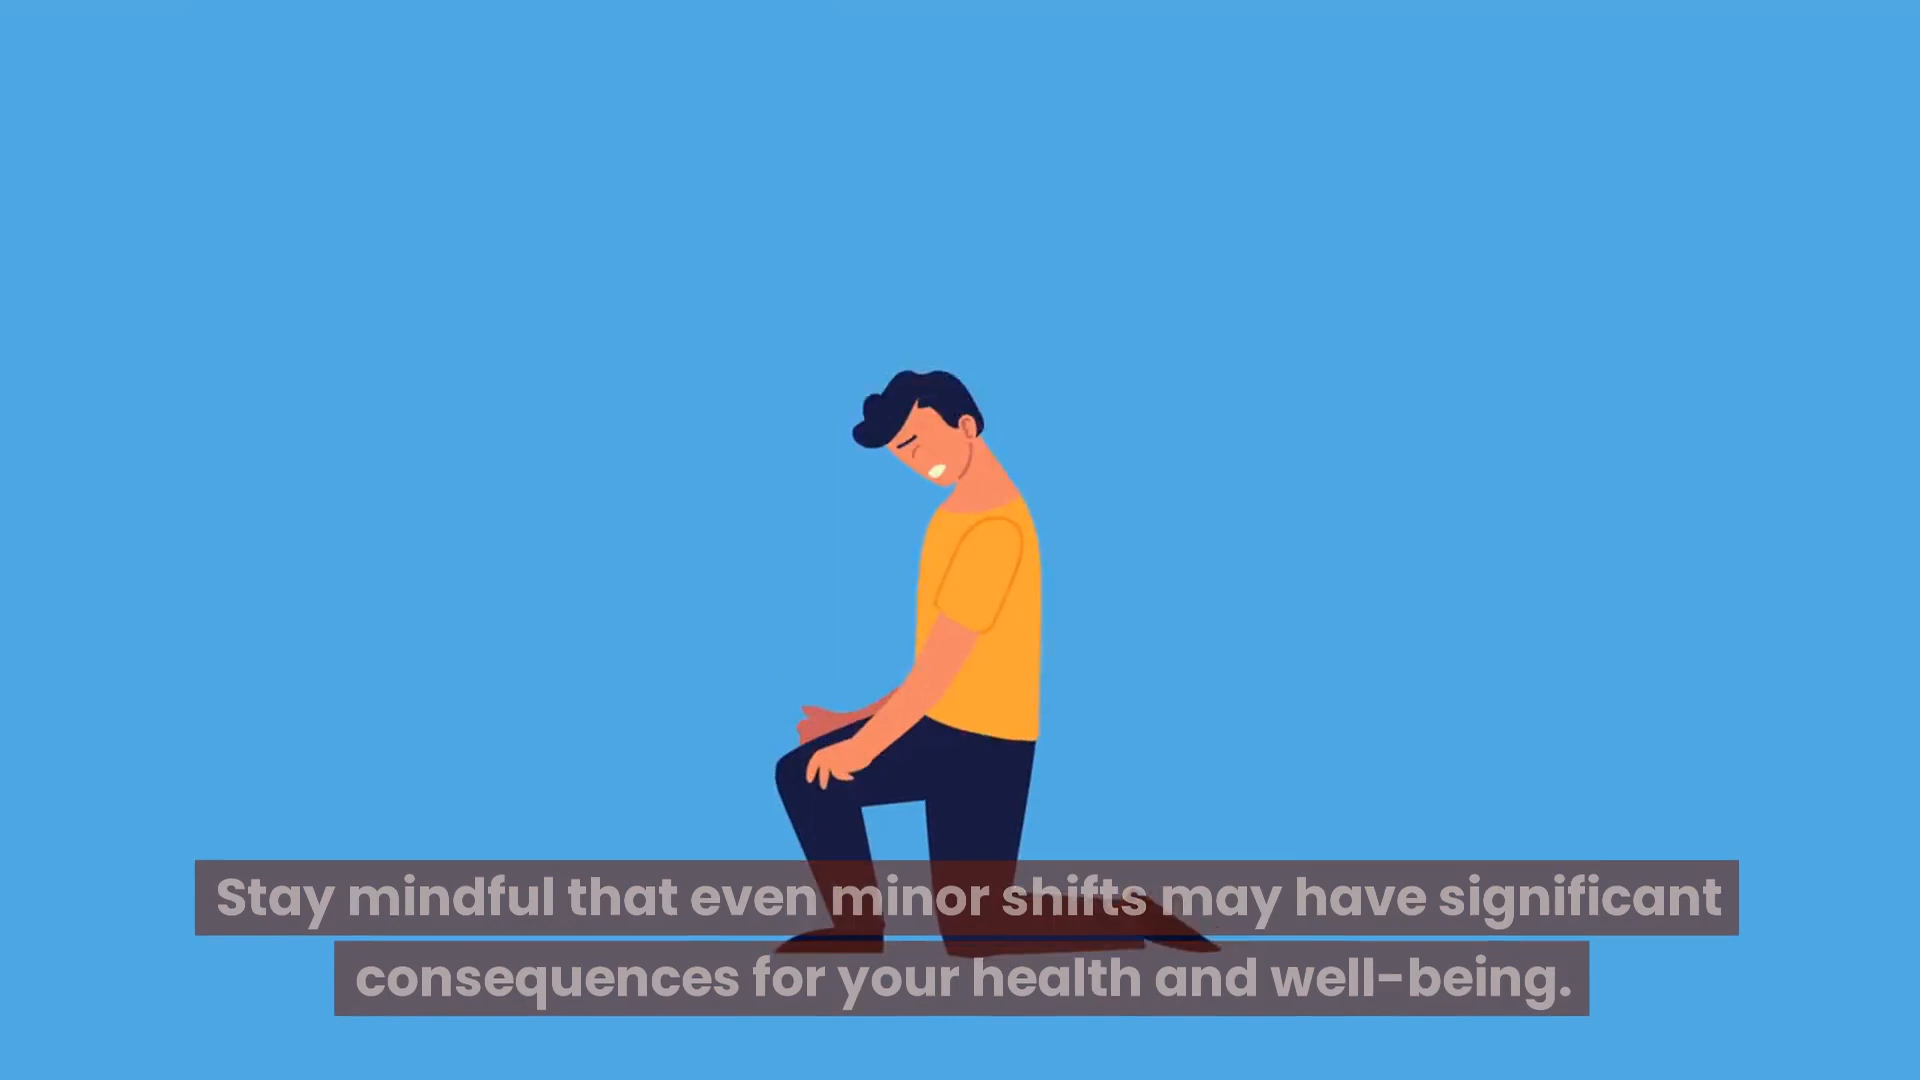 Stay mindful that even minor shifts may have significant
consequences for your health and well-being.